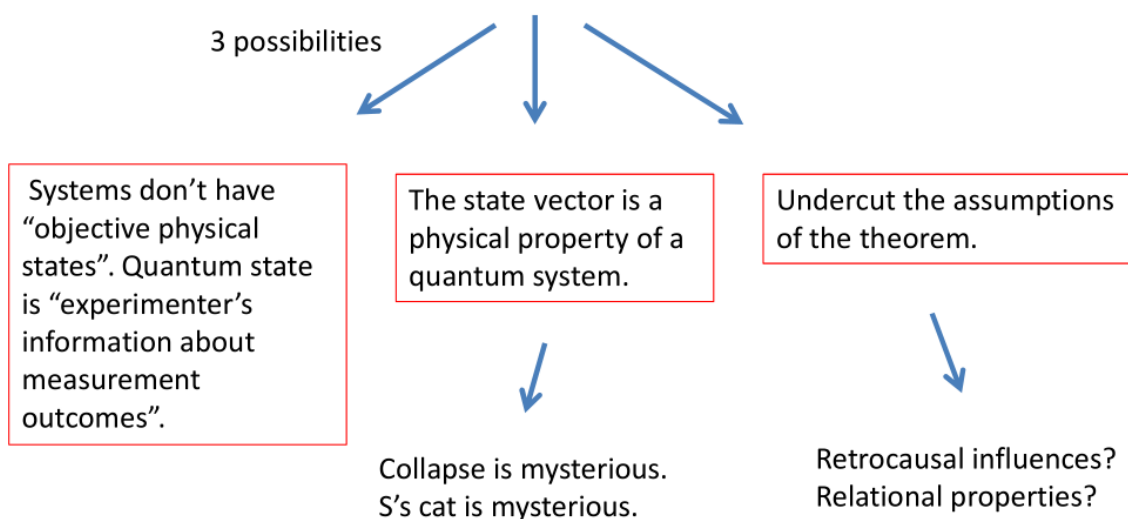 3 possibilities
Systems don’t have
“objective physical
states”. Quantum state
is “experimenter’s
information about
measurement
outcomes”.
The state vector is a
physical property of a
quantum system.
Undercut the assumptions
of the theorem.
Collapse is mysterious.
S’s cat is mysterious.
Retrocausal influences?
Relational properties?